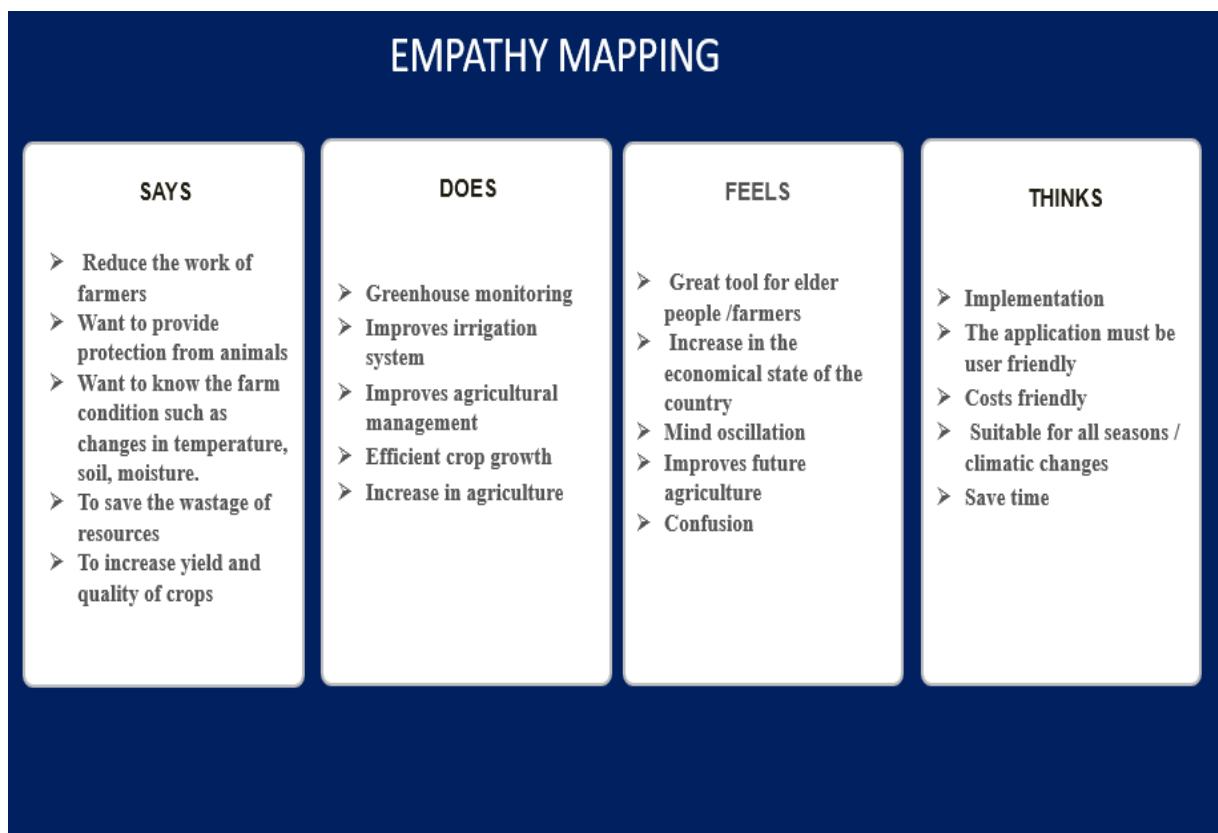 EMPATHY MAPPING
SAYS
➢ Reduce the work of
farmers
➢ Want to provide
protection from animals
➢ Want to know the farm
condition such as
changes in temperature,
soil, moisture.
➢ To save the wastage of
resources
➢ To increase yield and
quality of crops
DOES
➢ Greenhouse monitoring
➢ Improves irrigation
system
➢ Improves agricultural
management
➢ Efficient crop growth
➢ Increase in agriculture
FEELS
➢ Great tool for elder
people /farmers
➢ Increase in the
economical state of the
country
➢ Mind oscillation
➢ Improves future
agriculture
➢ Confusion
THINKS
➢ Implementation
➢ The application must be
user friendly
➢ Costs friendly
➢ Suitable for all seasons /
climatic changes
➢ Save time